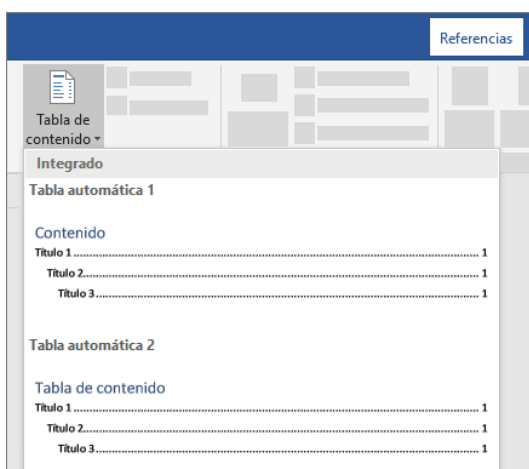 Referencias
Tabla de
contenido
Integrado
Tabla automática 1
Contenido
Título 1 ........ 1
Título 2 ........ 1
Título 3 ........ 1
Tabla automática 2
Tabla de contenido
Título 1 ........ 1
Título 2 ........ 1
Título 3 ........ 1